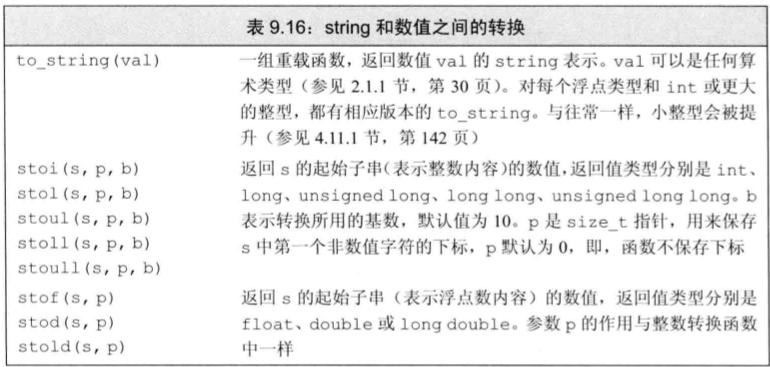 表 9.16：string 和数值之间的转换
to_string(val) 一组重载函数，返回数值 val 的 string 表示。val 可以是任何算
术类型（参见 2.1.1 节，第 30 页）。对每个浮点类型和 int 或更大
的整型，都有相应版本的 to_string。与往常一样，小整型会被提
升（参见 4.11.1 节，第 142 页）
stoi(s, p, b) 返回 s 的起始子串（表示整数内容）的数值，返回值类型分别是 int、
stol(s, p, b) long、unsigned long、long long、unsigned long long。b
stoul(s, p, b) 表示转换所用的基数，默认值为 10。p 是 size_t 指针，用来保存
stoll(s, p, b) s 中第一个非数值字符的下标，p 默认为 0，即，函数不保存下标
stoull(s, p, b)
stof(s, p) 返回 s 的起始子串（表示浮点数内容）的数值，返回值类型分别是
stod(s, p) float、double 或 long double。参数 p 的作用与整数转换函数
stold(s, p) 中一样